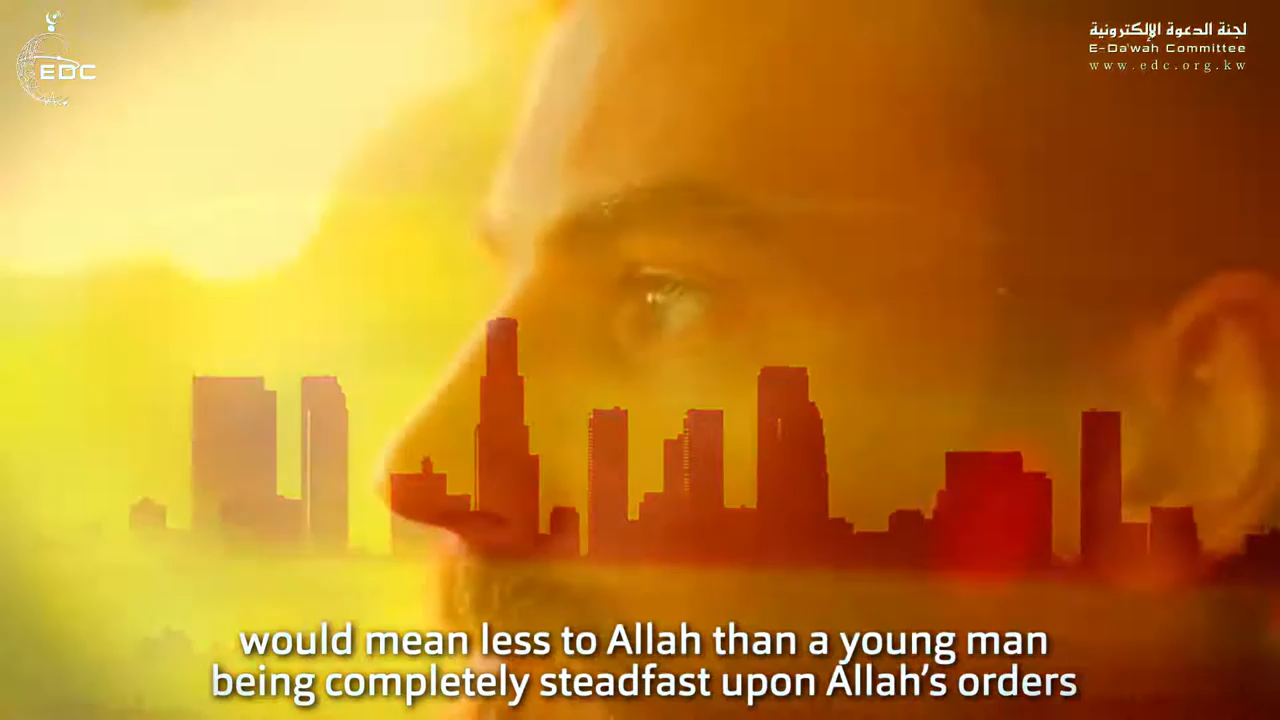 EDC
لجنة الدعوة الإلكترونية
E-Da'wah Committee
www.edc.org.kw
would mean less to Allah than a young man
being completely steadfast upon Allah's orders